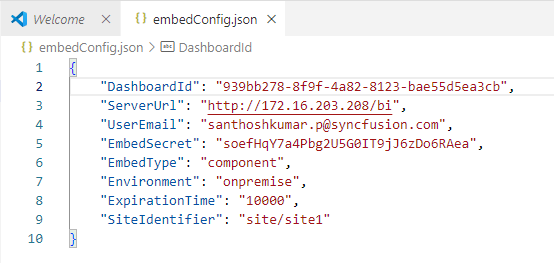 Welcome
embedConfig.json
embedConfig.json > DashboardId
1 {
2 "DashboardId": "939bb278-8f9f-4a82-8123-bae55d5ea3cb",
3 "ServerUrl": "http://172.16.203.208/bi",
4 "UserEmail": "santhoshkumar.p@syncfusion.com",
5 "EmbedSecret": "soefHqY7a4Pbg2U5G0IT9jJ6zDo6RAea",
6 "EmbedType": "component",
7 "Environment": "onpremise",
8 "ExpirationTime": "10000",
9 "SiteIdentifier": "site/site1"
10 }